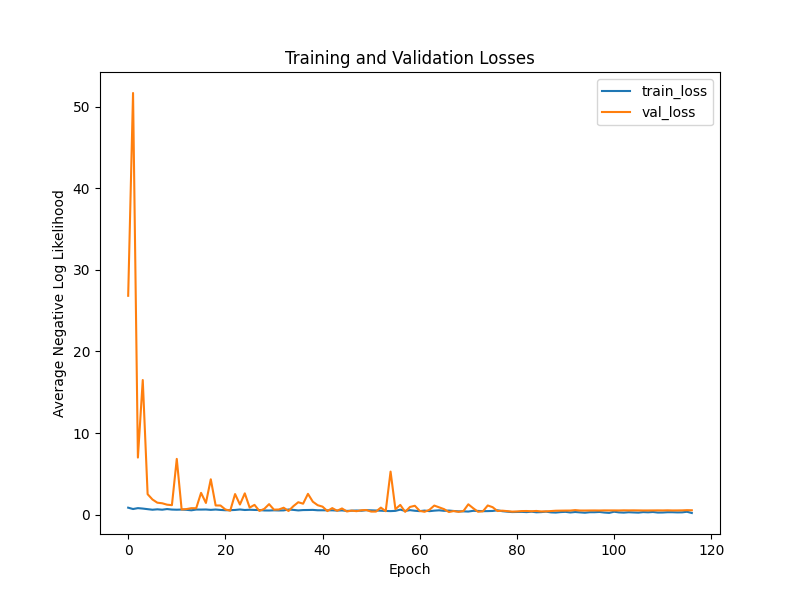 Training and Validation Losses
train_loss
val_loss
Average Negative Log Likelihood
50
40
30
20
10
0
0
20
40
60
80
100
120
Epoch